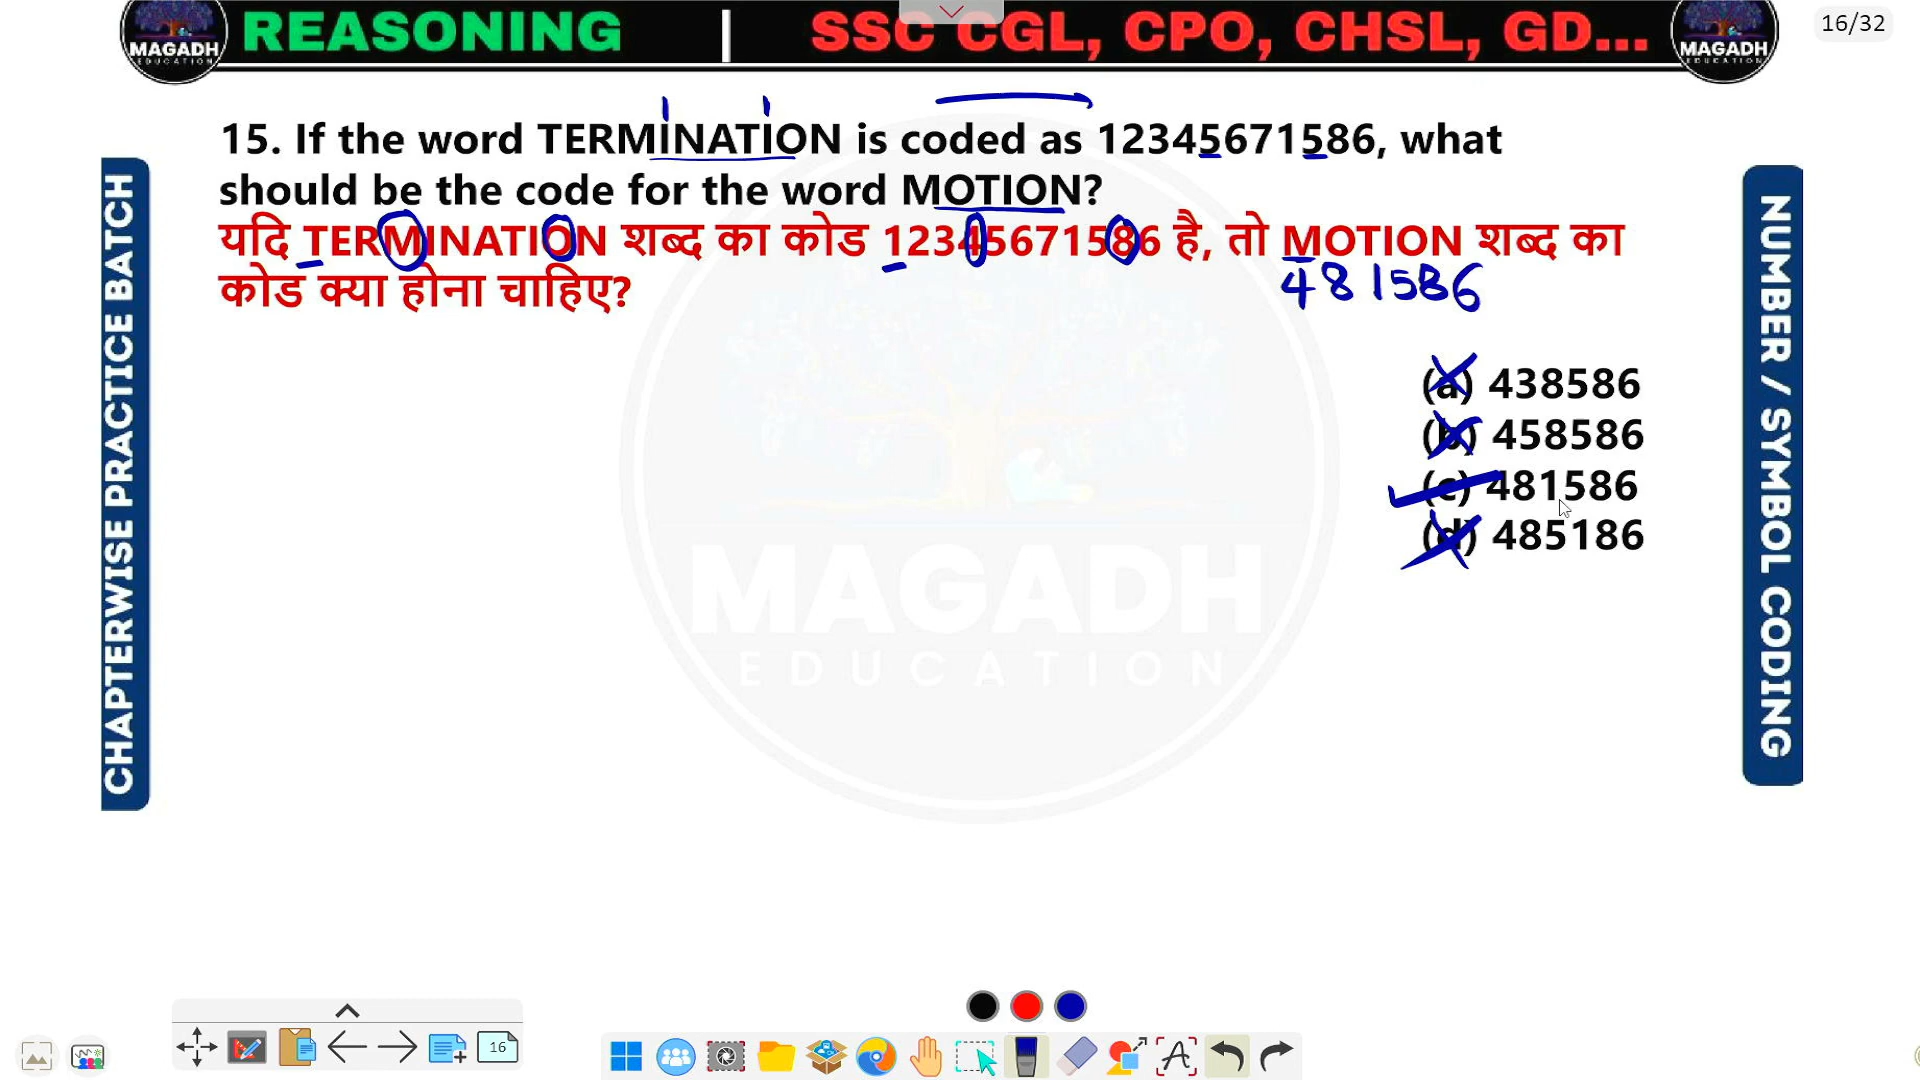 MAGADH
EDUCATION
REASONING | SSC CGL, CPO, CHSL, GD...
MAGADH
EDUCATION
16/32
15. If the word TERMINATION is coded as 12345671586, what
should be the code for the word MOTION?
यदि TERMINATION शब्द का कोड 12345671586 है, तो MOTION शब्द का
कोड क्या होना चाहिए?
481586
(a) 438586
(b) 458586
(c) 481586
(d) 485186
CHAPTERWISE PRACTICE BATCH
NUMBER / SYMBOL CODING
MAGADH
EDUCATION
16